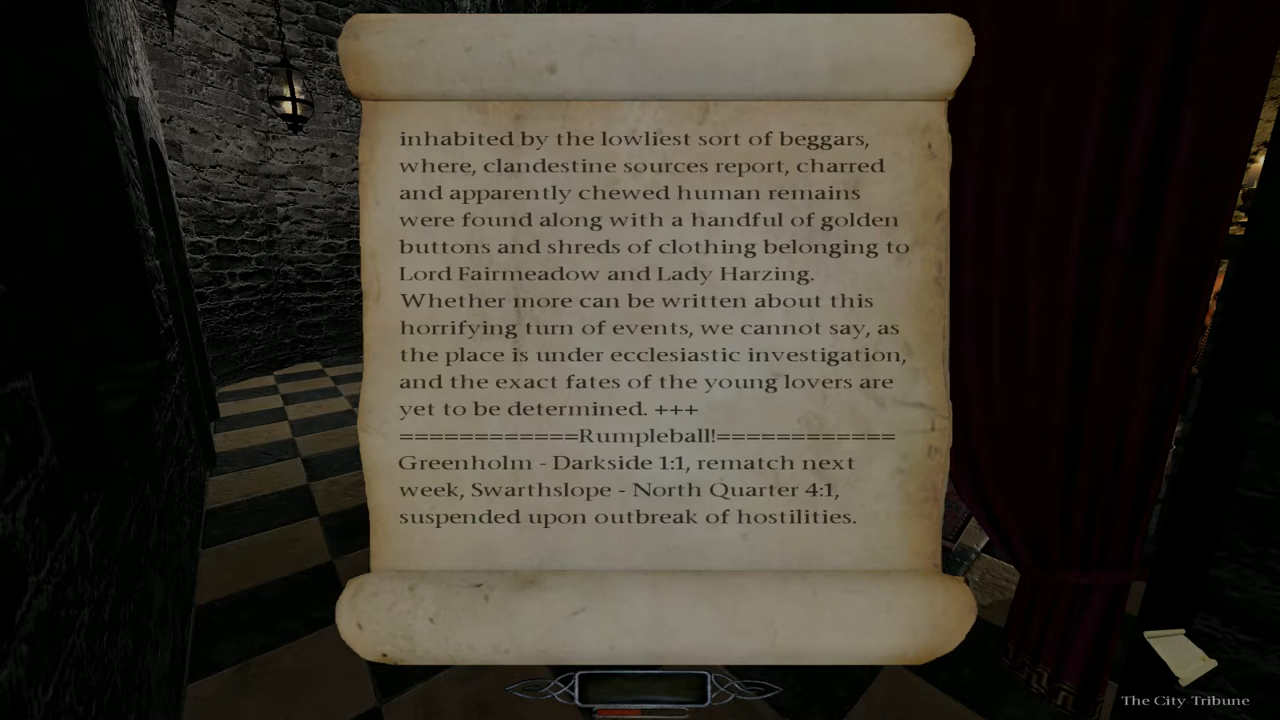 inhabited by the lowliest sort of beggars,
where, clandestine sources report, charred
and apparently chewed human remains
were found along with a handful of golden
buttons and shreds of clothing belonging to
Lord Fairmeadow and Lady Harzing.
Whether more can be written about this
horrifying turn of events, we cannot say, as
the place is under ecclesiastic investigation,
and the exact fates of the young lovers are
yet to be determined. +++
============Rumpleball!============
Greenholm - Darkside 1:1, rematch next
week, Swarthslope - North Quarter 4:1,
suspended upon outbreak of hostilities.
The City Tribune